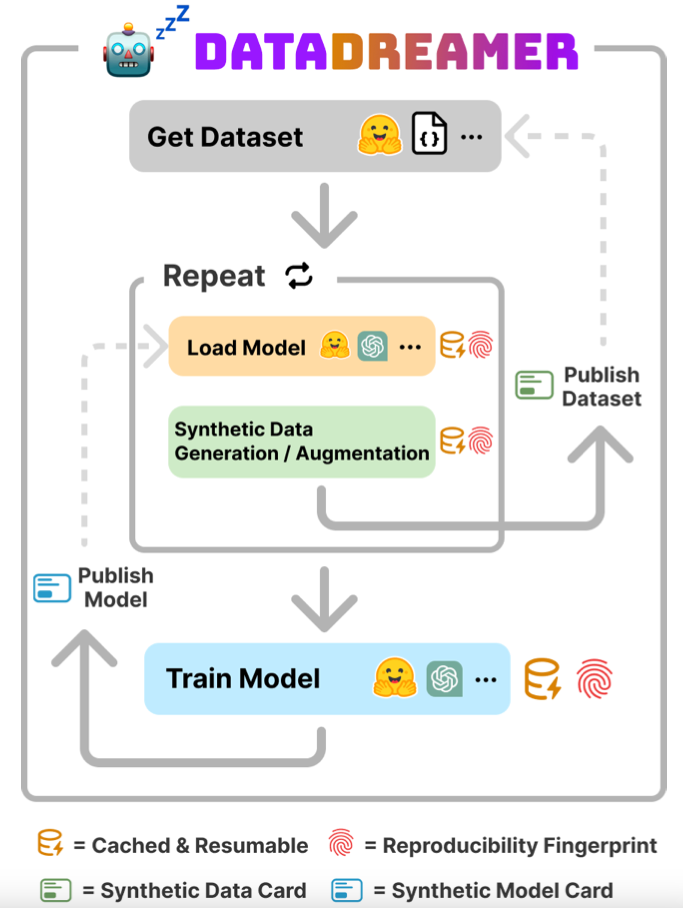 zzZ
DATADREAMER
Get Dataset { } ...
Repeat
Load Model ...
Publish
Dataset
Synthetic Data
Generation / Augmentation
Publish
Model
Train Model ...
= Cached & Resumable = Reproducibility Fingerprint
= Synthetic Data Card = Synthetic Model Card